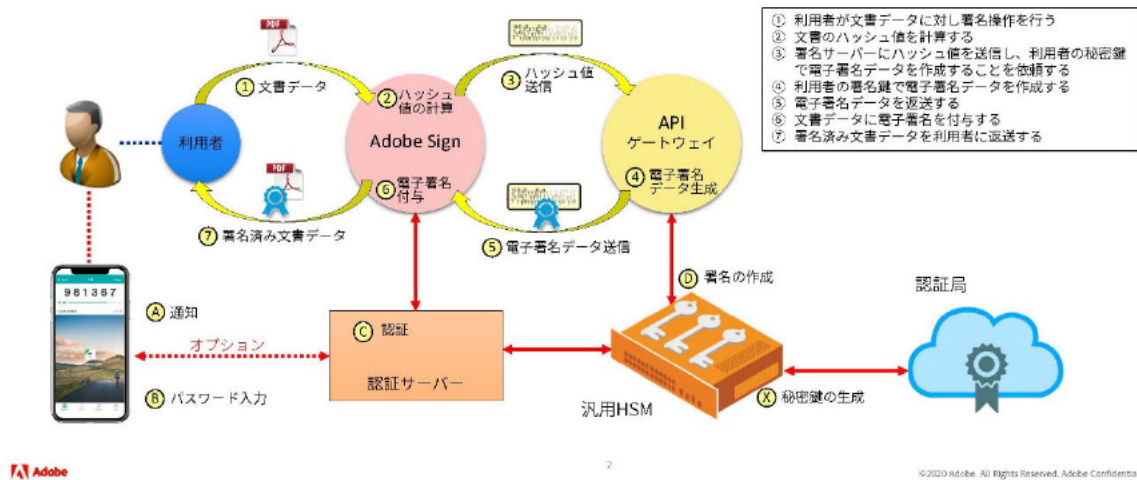 ① 利用者が文書データに対し署名操作を行う
② 文書のハッシュ値を計算する
③ 署名サーバーにハッシュ値を送信し、利用者の秘密鍵
で電子署名データを作成することを依頼する
④ 利用者の署名鍵で電子署名データを作成する
⑤ 電子署名データを返送する
⑥ 文書データに電子署名を付与する
⑦ 署名済み文書データを利用者に返送する
PDF
① 文書データ
③ ハッシュ値
送信
② ハッシュ
値の計算
利用者
Adobe Sign
API
ゲートウェイ
PDF
⑥ 電子署名
付与
④ 電子署名
データ生成
⑦ 署名済み文書データ
⑤ 電子署名データ送信
981367
Ⓐ 通知
オプション
Ⓑ パスワード入力
Ⓒ 認証
認証サーバー
Ⓓ 署名の作成
汎用HSM
Ⓧ 秘密鍵の生成
認証局
Adobe
2
©2020 Adobe. All Rights Reserved. Adobe Confidentia